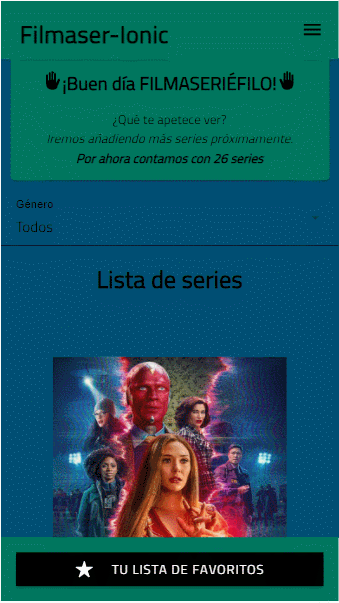 Filmaser-Ionic
¡Buen día FILMASERIÉFILO!
¿Qué te apetece ver?
Iremos añadiendo más series próximamente.
Por ahora contamos con 26 series
Género
Todos
Lista de series
TU LISTA DE FAVORITOS